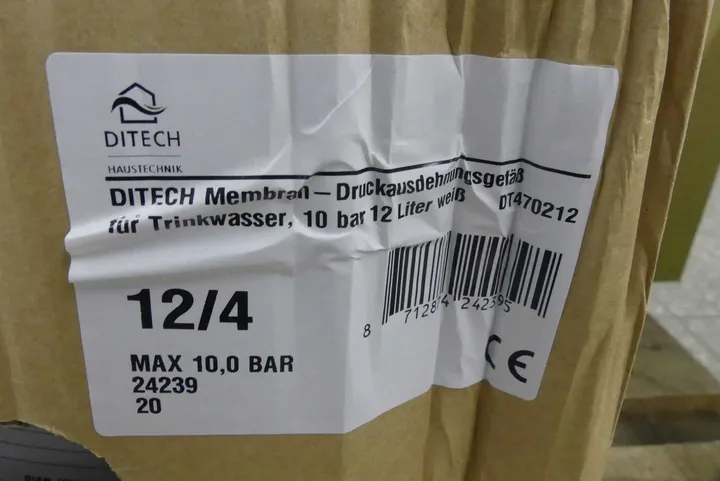 DITECH
HAUSTECHNIK
DITECH Membran-Druckausdehnungsgefäß
für Trinkwasser, 10 bar 12 Liter weiß DT470212
12/4
MAX 10,0 BAR
24239
20
8
CE